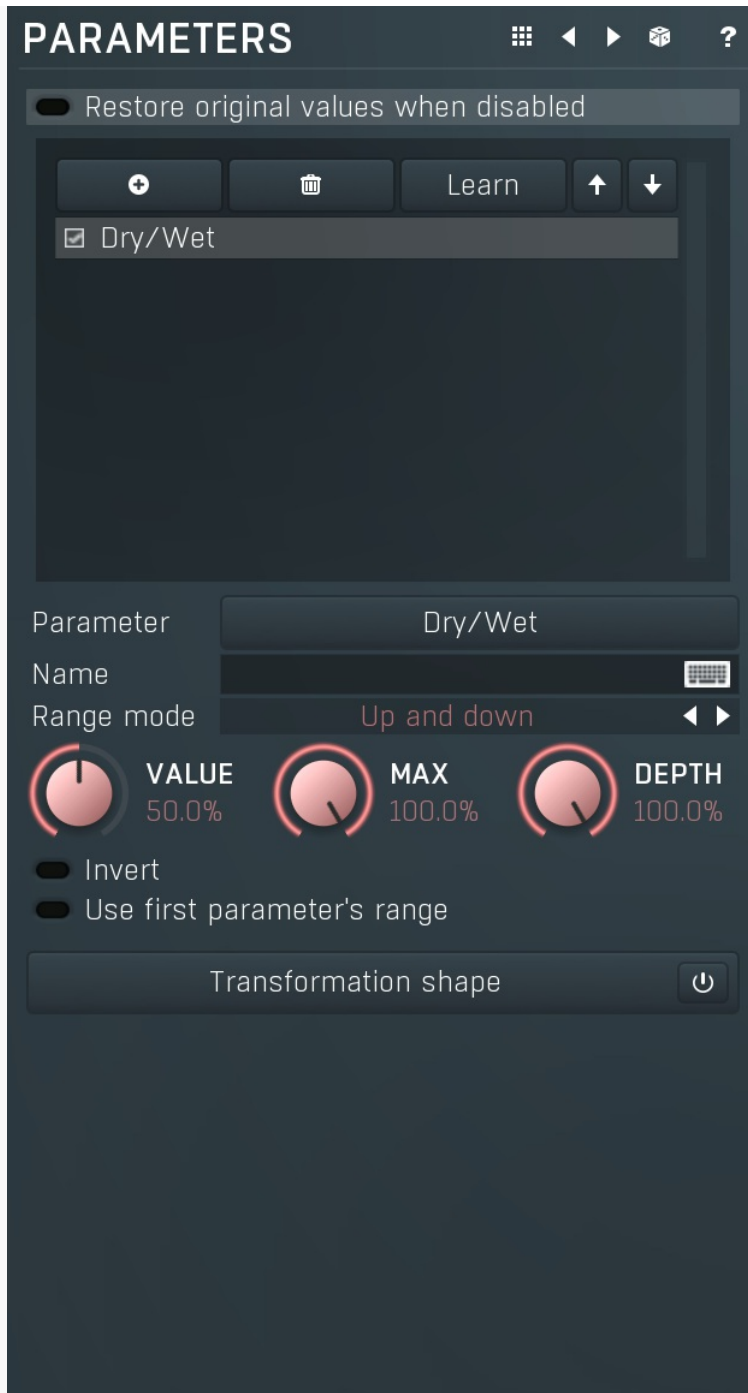 PARAMETERS ?
Restore original values when disabled
Learn
Dry/Wet
Parameter Dry/Wet
Name
Range mode Up and down
VALUE MAX DEPTH
50.0% 100.0% 100.0%
Invert
Use first parameter's range
Transformation shape